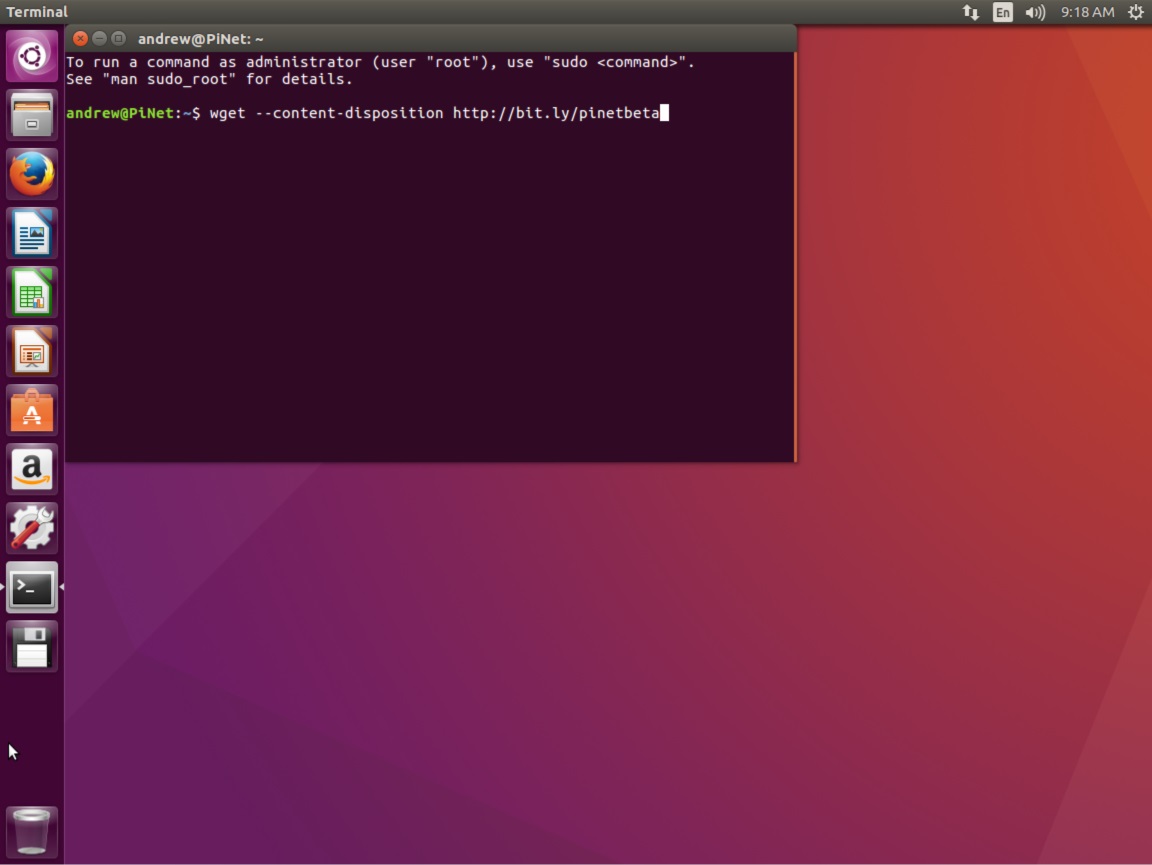 Terminal
En
9:18 AM
andrew@PiNet: ~
To run a command as administrator (user "root"), use "sudo <command>".
See "man sudo_root" for details.
andrew@PiNet:~$ wget --content-disposition http://bit.ly/pinetbeta
A
a
>_